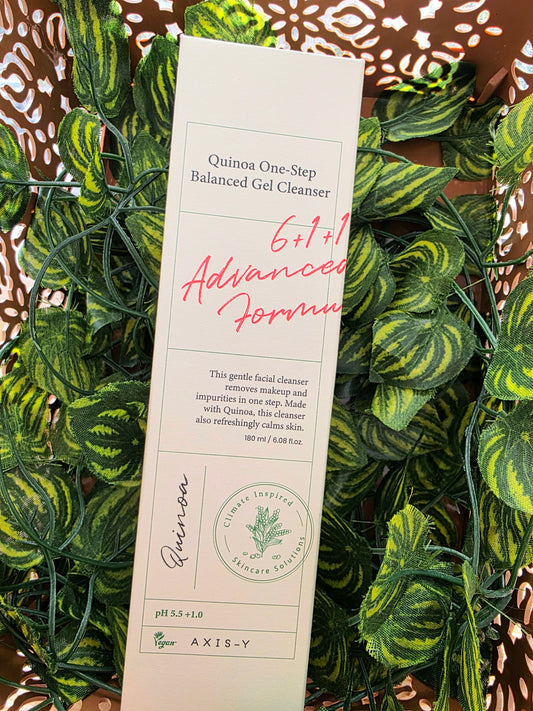 Quinoa One-Step
Balanced Gel Cleanser
6+1+1
Advanced
Formu
This gentle facial cleanser
removes makeup and
impurities in one step. Made
with Quinoa, this cleanser
also refreshingly calms skin.
180 ml / 6.08 fl oz.
Quinoa
Climate Inspired
Skincare Solutions
pH 5.5 +1.0
Vegan
AXIS-Y